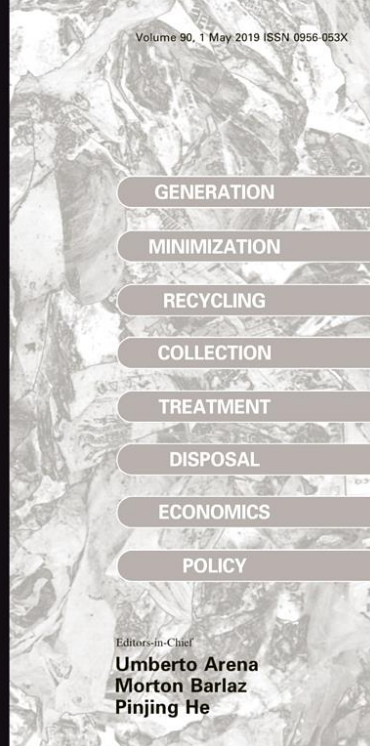 Volume 90, 1 May 2019 ISSN 0956-053X
GENERATION
MINIMIZATION
RECYCLING
COLLECTION
TREATMENT
DISPOSAL
ECONOMICS
POLICY
Editors-in-Chief
Umberto Arena
Morton Barlaz
Pinjing He